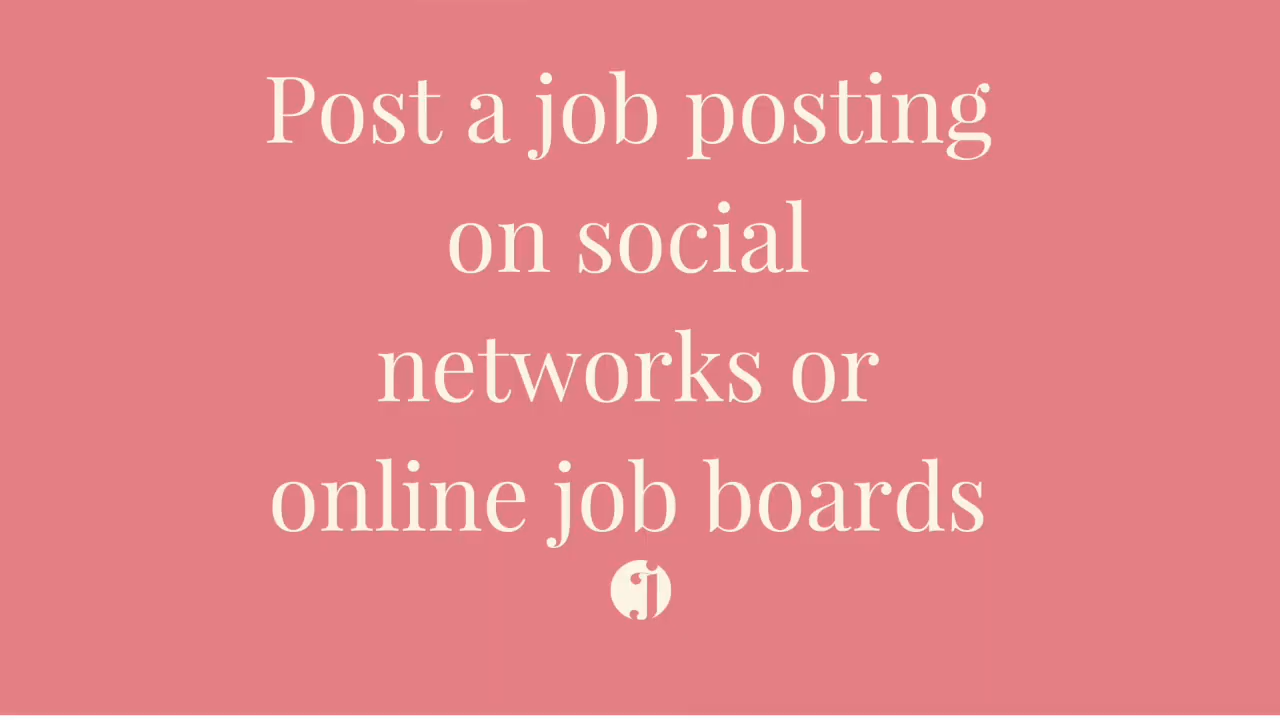 Post a job posting
on social
networks or
online job boards
j